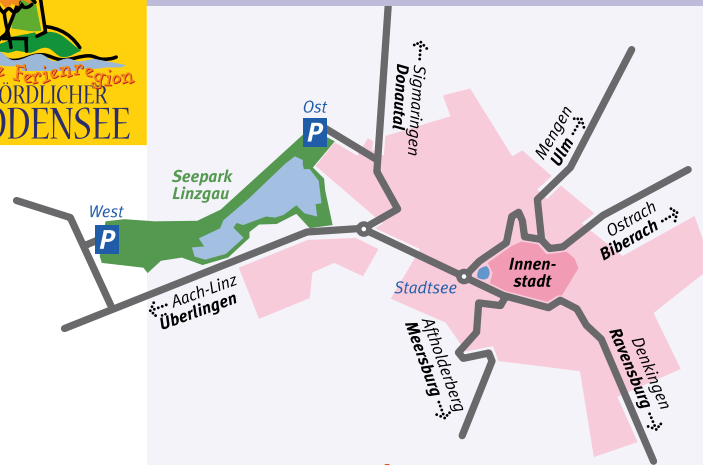 Ferienregion
NÖRDLICHER
BODENSEE
Sigmaringen
Donautal
Ost
P
Mengen
Ulm
Seepark
Linzgau
West
P
Ostrach
Biberach
Innen-
stadt
Stadtsee
Aach-Linz
Überlingen
Aftholderberg
Meersburg
Denkingen
Ravensburg